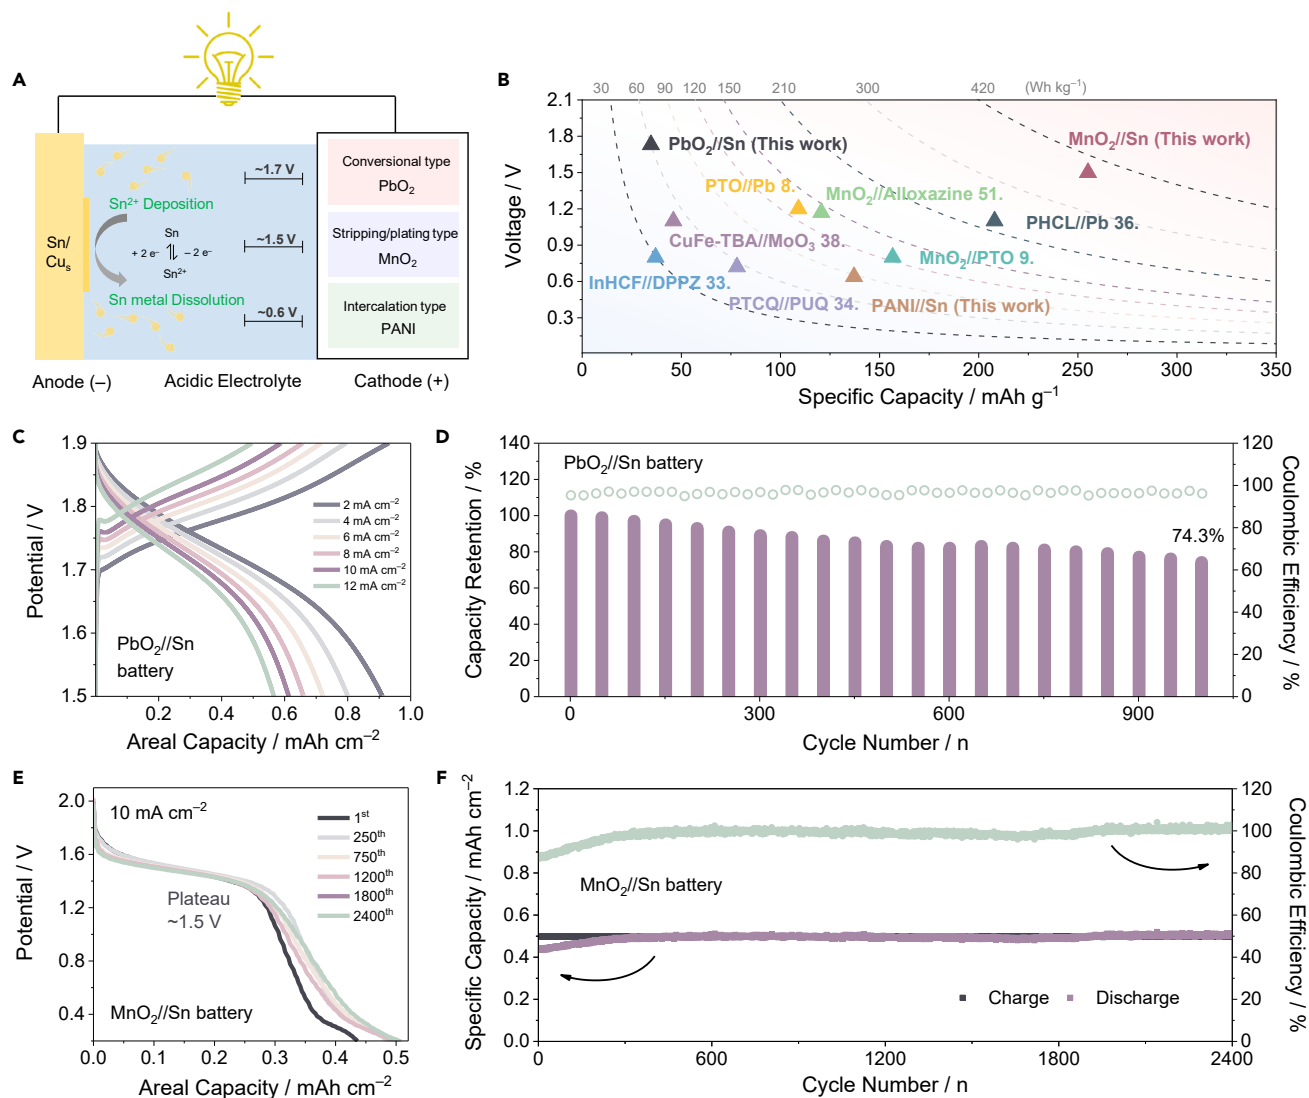 A
Sn²⁺ Deposition
Sn
+ 2 e⁻
− 2 e⁻
Sn²⁺
Sn metal Dissolution
Sn/
Cuₛ
~1.7 V
~1.5 V
~0.6 V
Conversional type
PbO₂
Stripping/plating type
MnO₂
Intercalation type
PANI
Anode (–)
Acidic Electrolyte
Cathode (+)
B
30 60 90 120 150 210 300 420 (Wh kg⁻¹)
Voltage / V
2.1
1.8
1.5
1.2
0.9
0.6
0.3
PbO₂//Sn (This work)
MnO₂//Sn (This work)
PTO//Pb 8.
MnO₂//Alloxazine 51.
PHCL//Pb 36.
CuFe-TBA//MoO₃ 38.
MnO₂//PTO 9.
InHCF//DPPZ 33.
PTCQ//PUQ 34.
PANI//Sn (This work)
0 50 100 150 200 250 300 350
Specific Capacity / mAh g⁻¹
C
Potential / V
1.9
1.8
1.7
1.6
1.5
2 mA cm⁻²
4 mA cm⁻²
6 mA cm⁻²
8 mA cm⁻²
10 mA cm⁻²
12 mA cm⁻²
PbO₂//Sn
battery
0.2 0.4 0.6 0.8 1.0
Areal Capacity / mAh cm⁻²
D
Capacity Retention / %
140
120
100
80
60
40
20
0
PbO₂//Sn battery
74.3%
120
100
80
60
40
20
0
Coulombic Efficiency / %
0 300 600 900
Cycle Number / n
E
Potential / V
2.0
1.6
1.2
0.8
0.4
10 mA cm⁻²
1ˢᵗ
250ᵗʰ
750ᵗʰ
1200ᵗʰ
1800ᵗʰ
2400ᵗʰ
Plateau
~1.5 V
MnO₂//Sn battery
0.0 0.1 0.2 0.3 0.4 0.5
Areal Capacity / mAh cm⁻²
F
Specific Capacity / mAh cm⁻²
1.2
1.0
0.8
0.6
0.4
0.2
0.0
MnO₂//Sn battery
Charge
Discharge
120
100
80
60
40
20
0
Coulombic Efficiency / %
0 600 1200 1800 2400
Cycle Number / n